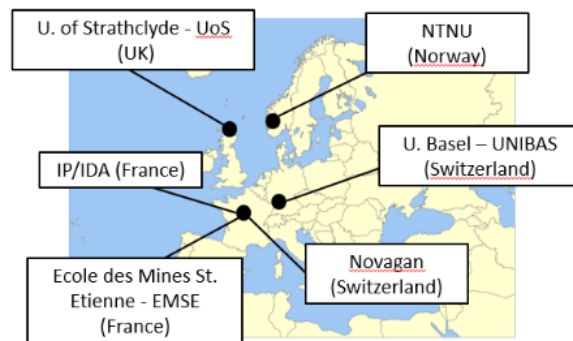 U. of Strathclyde - UoS
(UK)
NTNU
(Norway)
U. Basel – UNIBAS
(Switzerland)
IP/IDA (France)
Novagan
(Switzerland)
Ecole des Mines St.
Etienne - EMSE
(France)